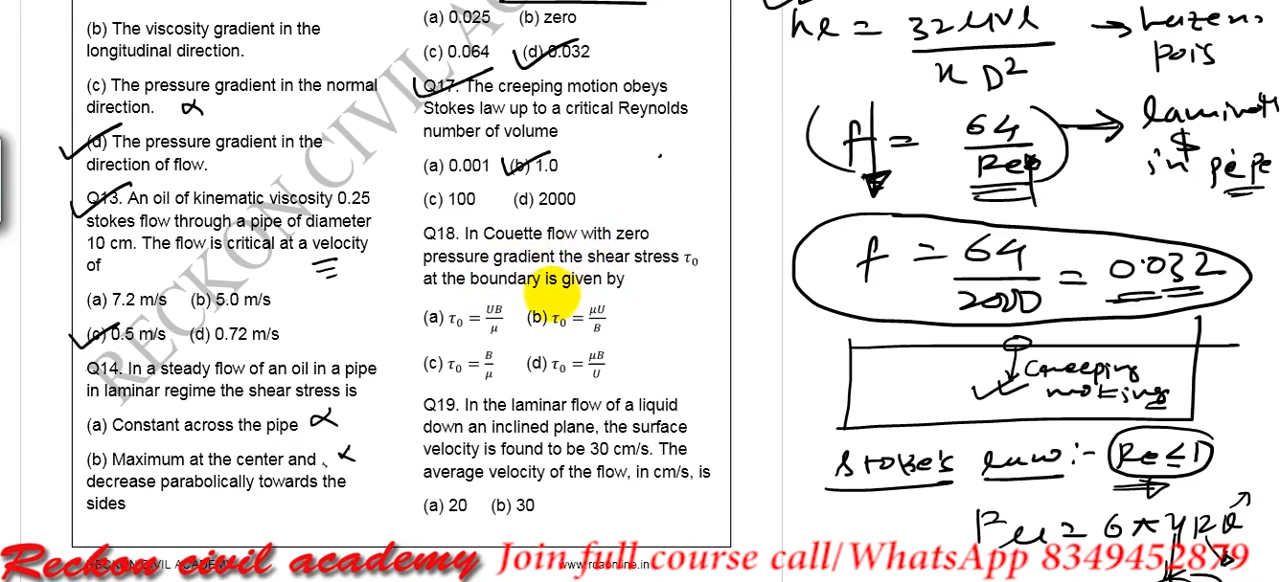 (b) The viscosity gradient in the
longitudinal direction.
(c) The pressure gradient in the normal
direction.
(d) The pressure gradient in the
direction of flow.
Q13. An oil of kinematic viscosity 0.25
stokes flow through a pipe of diameter
10 cm. The flow is critical at a velocity
of
(a) 7.2 m/s (b) 5.0 m/s
(c) 0.5 m/s (d) 0.72 m/s
Q14. In a steady flow of an oil in a pipe
in laminar regime the shear stress is
(a) Constant across the pipe
(b) Maximum at the center and
decrease parabolically towards the
sides
(a) 0.025 (b) zero
(c) 0.064 (d) 0.032
Q17. The creeping motion obeys
Stokes law up to a critical Reynolds
number of volume
(a) 0.001 (b) 1.0
(c) 100 (d) 2000
Q18. In Couette flow with zero
pressure gradient the shear stress τ₀
at the boundary is given by
(a) τ₀ = UB/μ (b) τ₀ = μU/B
(c) τ₀ = B/μ (d) τ₀ = μB/U
Q19. In the laminar flow of a liquid
down an inclined plane, the surface
velocity is found to be 30 cm/s. The
average velocity of the flow, in cm/s, is
(a) 20 (b) 30
RECKON CIVIL AC
f = 64/Re
in pipe
f = 64/2000 = 0.032
Creeping
motion
Stoke's law :-
Reckon civil academy Join full course call/WhatsApp 8349452879
RECKON CIVIL ACADEMY www.rcaonline.in